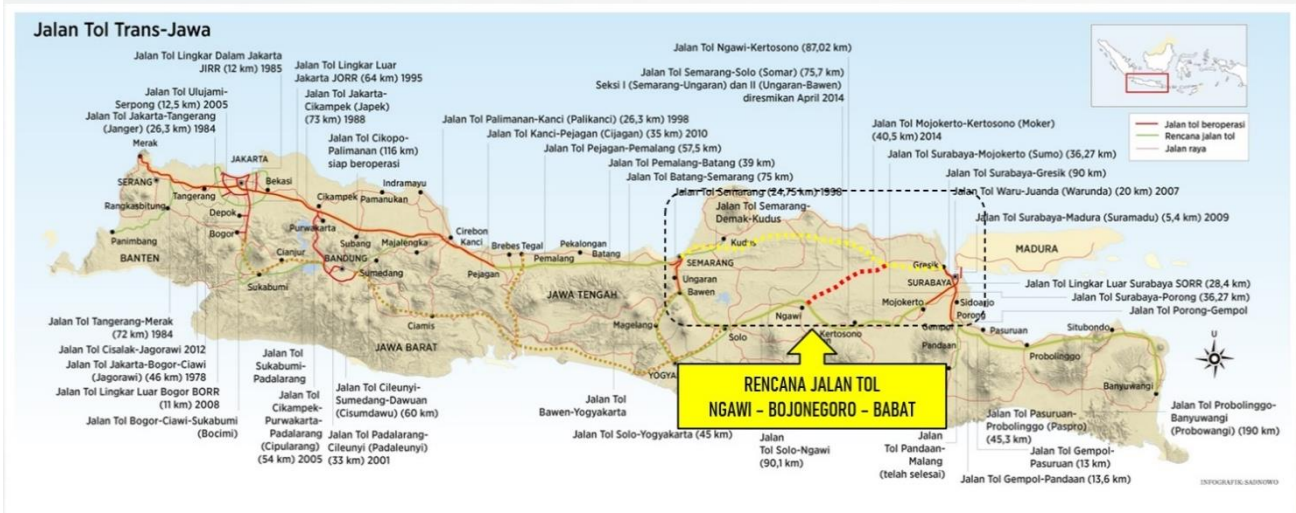 Jalan Tol Trans-Jawa
Jalan Tol Lingkar Dalam Jakarta
JIRR (12 km) 1985
Jalan Tol Lingkar Luar
Jakarta JORR (64 km) 1995
Jalan Tol Ulujami-
Serpong (12,5 km) 2005
Jalan Tol Jakarta-
Cikampek (Japek)
(73 km) 1988
Jalan Tol Jakarta-Tangerang
(Janger) (26,3 km) 1984
Jalan Tol Cikopo-
Palimanan (116 km)
siap beroperasi
Jalan Tol Ngawi-Kertosono (87,02 km)
Jalan Tol Semarang-Solo (Somar) (75,7 km)
Seksi I (Semarang-Ungaran) dan II (Ungaran-Bawen)
diresmikan April 2014
Jalan Tol Palimanan-Kanci (Palikanci) (26,3 km) 1998
Jalan Tol Kanci-Pejagan (Cijagan) (35 km) 2010
Jalan Tol Pejagan-Pemalang (57,5 km)
Jalan Tol Pemalang-Batang (39 km)
Jalan Tol Batang-Semarang (75 km)
Jalan Tol Semarang (24,75 km) 1998
Jalan Tol Semarang-
Demak-Kudus
Jalan Tol Mojokerto-Kertosono (Moker)
(40,5 km) 2014
Jalan Tol Surabaya-Mojokerto (Sumo) (36,27 km)
Jalan Tol Surabaya-Gresik (90 km)
Jalan Tol Waru-Juanda (Warunda) (20 km) 2007
Jalan Tol Surabaya-Madura (Suramadu) (5,4 km) 2009
Jalan tol beroperasi
Rencana jalan tol
Jalan raya
Merak
SERANG
Rangkasbitung
Panimbang
BANTEN
Tangerang
JAKARTA
Bekasi
Depok
Bogor
Cikampek
Pamanukan
Indramayu
Purwakarta
Subang
Majalengka
Cirebon
Kanci
Cianjur
BANDUNG
Sumedang
Sukabumi
Ciamis
JAWA BARAT
Pejagan
Brebes
Tegal
Pemalang
Pekalongan
Batang
JAWA TENGAH
Magelang
SEMARANG
Ungaran
Bawen
Kudus
Solo
YOGYA
Ngawi
Kertosono
Mojokerto
Gresik
SURABAYA
Sidoarjo
Porong
Gempol
Pandaan
Pasuruan
Probolinggo
Situbondo
Banyuwangi
MADURA
U
Jalan Tol Lingkar Luar Surabaya SORR (28,4 km)
Jalan Tol Surabaya-Porong (36,27 km)
Jalan Tol Porong-Gempol
Jalan Tol Tangerang-Merak
(72 km) 1984
Jalan Tol Cisalak-Jagorawi 2012
Jalan Tol Jakarta-Bogor-Ciawi
(Jagorawi) (46 km) 1978
Jalan Tol Lingkar Luar Bogor BORR
(11 km) 2008
Jalan Tol Bogor-Ciawi-Sukabumi
(Bocimi)
Jalan Tol
Sukabumi-
Padalarang
Jalan Tol
Cikampek-
Purwakarta-
Padalarang
(Cipularang)
(54 km) 2005
Jalan Tol Cileunyi-
Sumedang-Dawuan
(Cisumdawu) (60 km)
Jalan Tol Padalarang-
Cileunyi (Padaleunyi)
(33 km) 2001
Jalan Tol
Bawen-Yogyakarta
Jalan Tol Solo-Yogyakarta (45 km)
RENCANA JALAN TOL
NGAWI – BOJONEGORO – BABAT
Jalan
Tol Solo-Ngawi
(90,1 km)
Jalan
Tol Pandaan-
Malang
(telah selesai)
Jalan Tol Pasuruan-
Probolinggo (Paspro)
(45,3 km)
Jalan Tol Gempol-
Pasuruan (13 km)
Jalan Tol Gempol-Pandaan (13,6 km)
Jalan Tol Probolinggo-
Banyuwangi
(Probowangi) (190 km)
INFOGRAFIK: SADNOWO